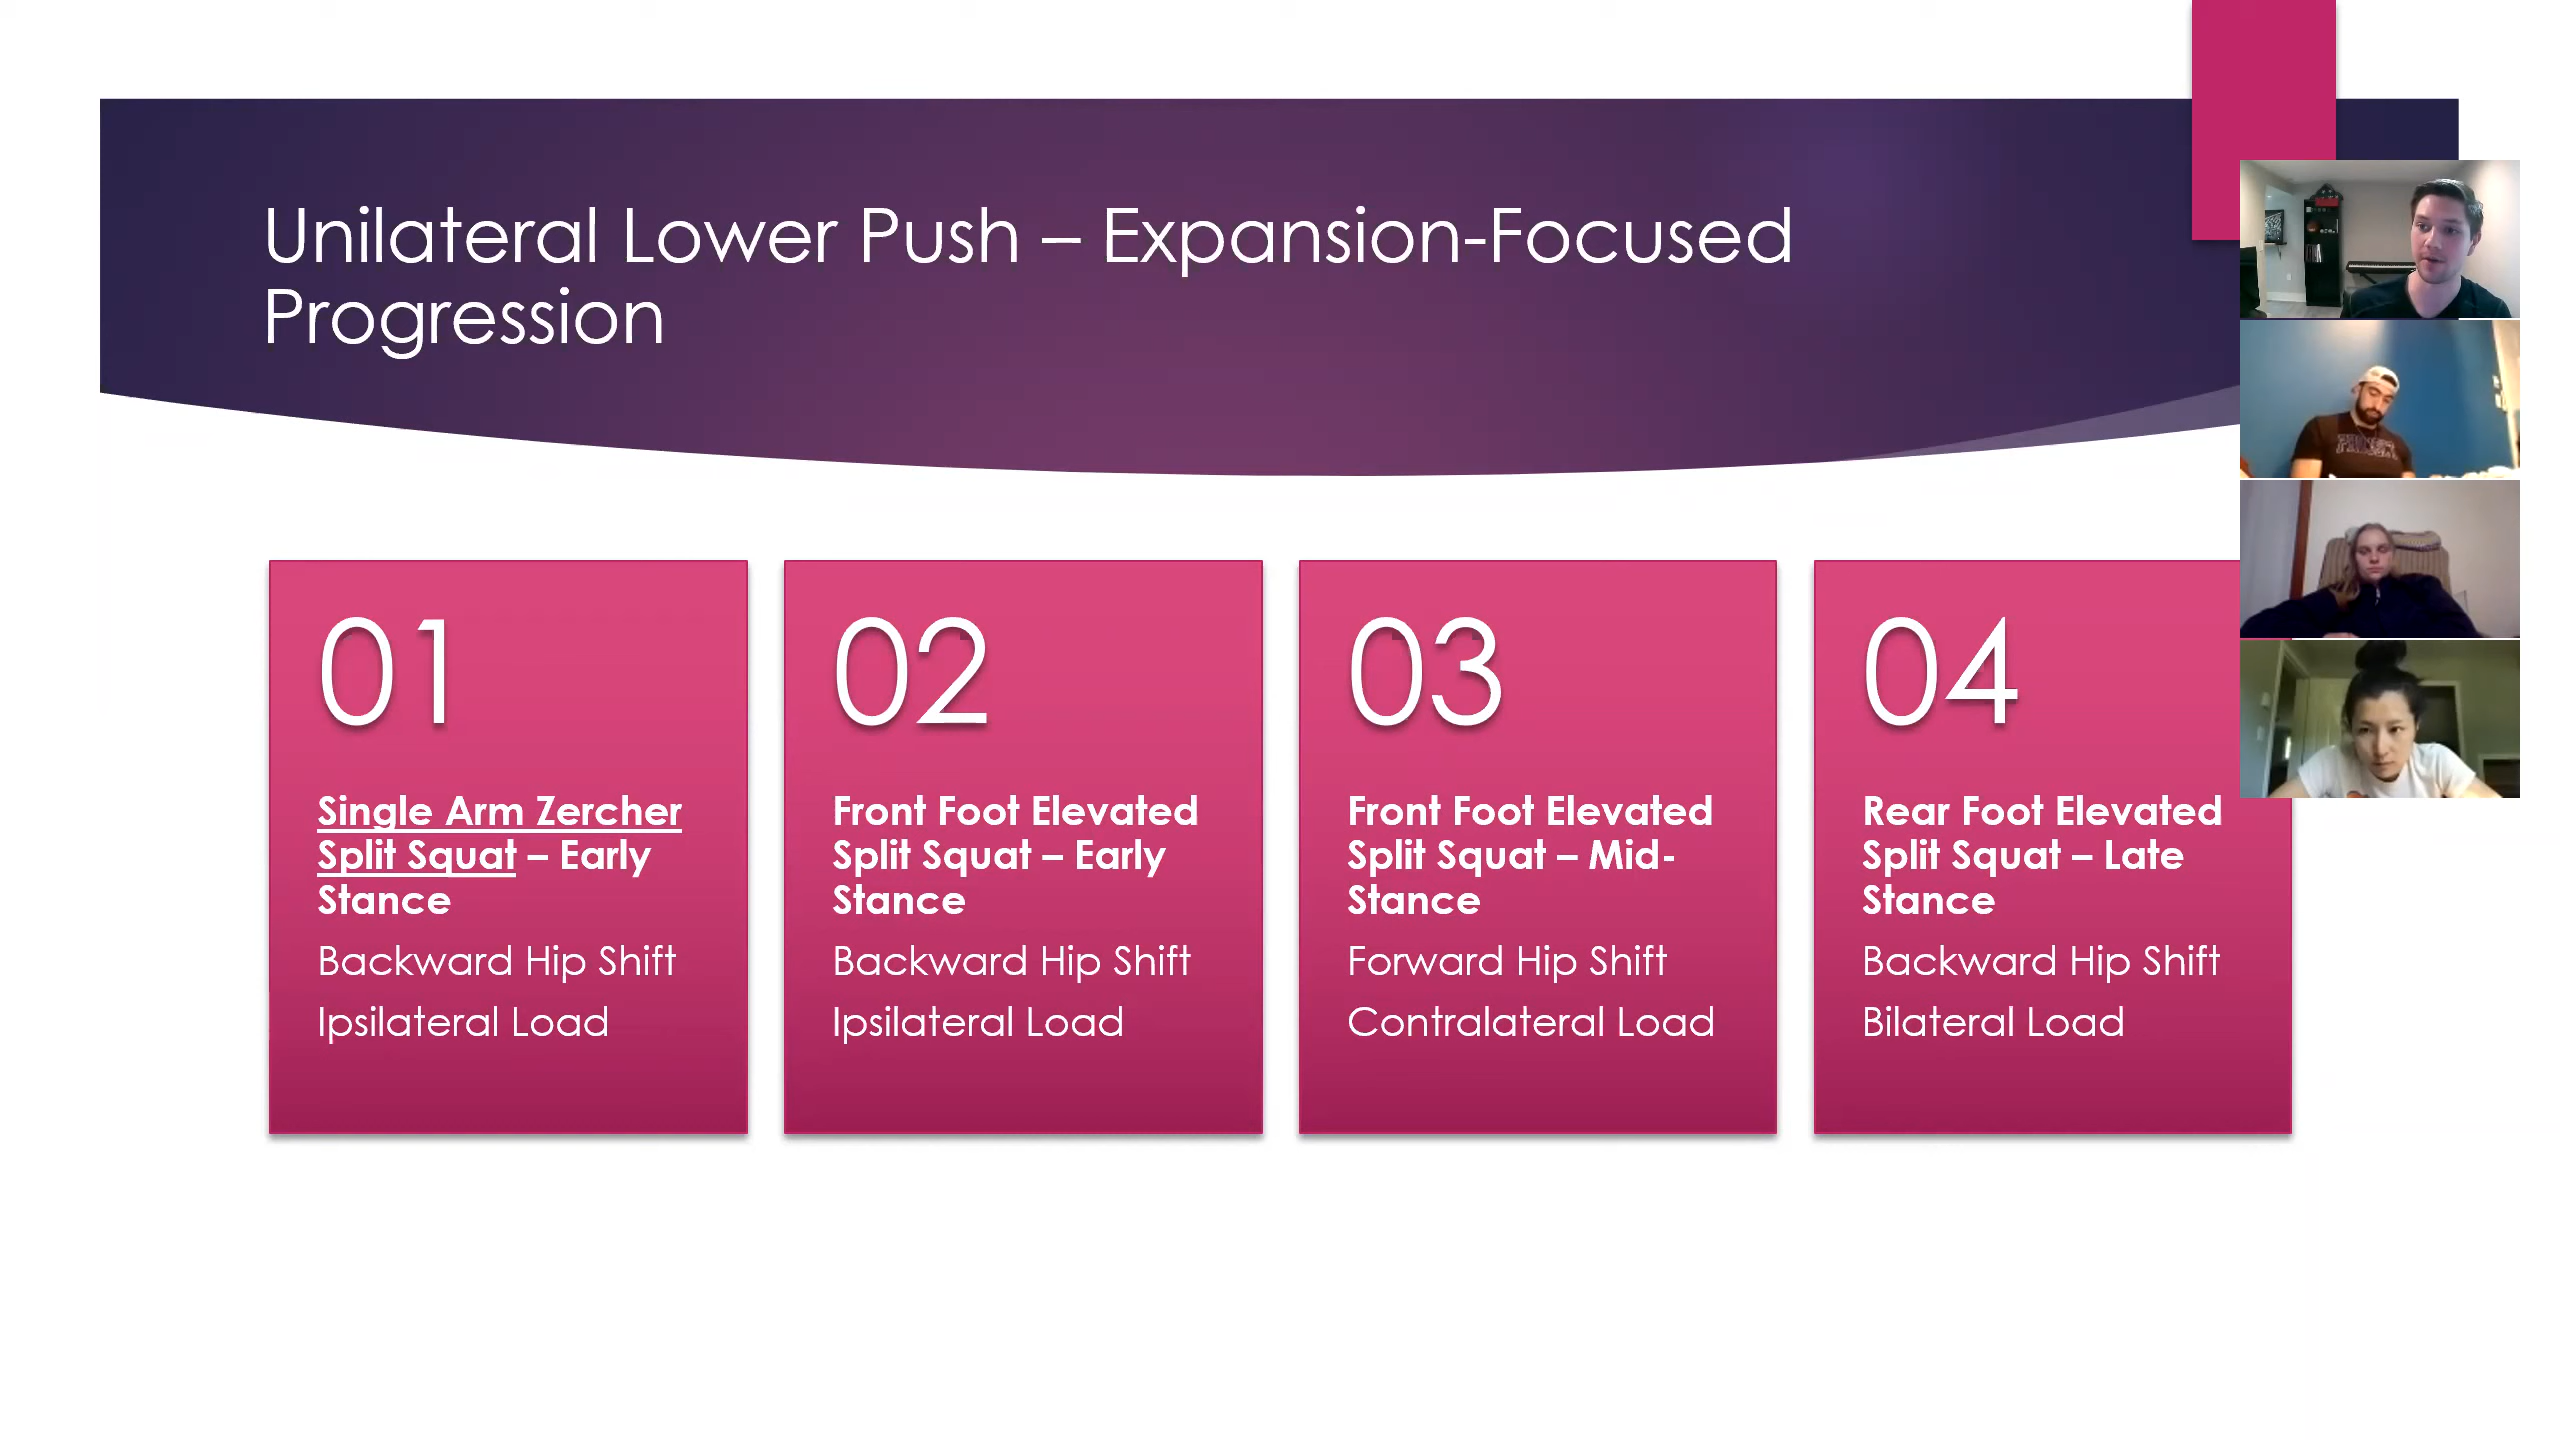 Unilateral Lower Push – Expansion-Focused
Progression
01
Single Arm Zercher
Split Squat – Early
Stance
Backward Hip Shift
Ipsilateral Load
02
Front Foot Elevated
Split Squat – Early
Stance
Backward Hip Shift
Ipsilateral Load
03
Front Foot Elevated
Split Squat – Mid-
Stance
Forward Hip Shift
Contralateral Load
04
Rear Foot Elevated
Split Squat – Late
Stance
Backward Hip Shift
Bilateral Load